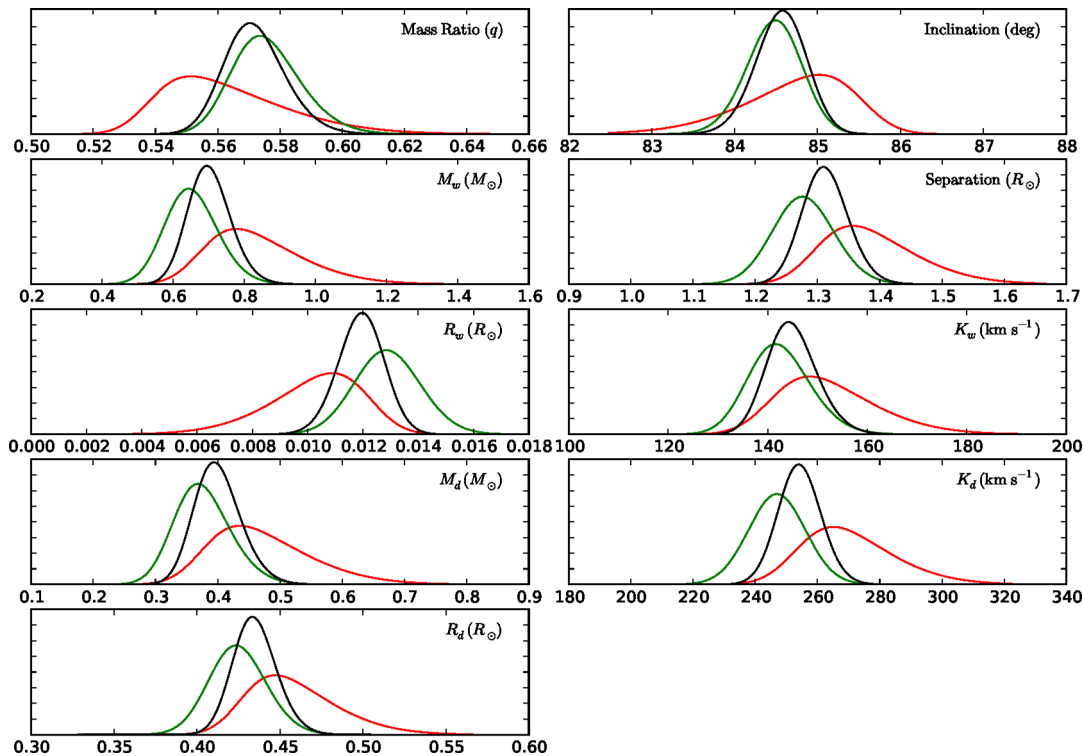 Mass Ratio (q)
0.50 0.52 0.54 0.56 0.58 0.60 0.62 0.64 0.66
Inclination (deg)
82 83 84 85 86 87 88
M_w (M_⊙)
0.2 0.4 0.6 0.8 1.0 1.2 1.4 1.6
Separation (R_⊙)
0.9 1.0 1.1 1.2 1.3 1.4 1.5 1.6 1.7
R_w (R_⊙)
0.000 0.002 0.004 0.006 0.008 0.010 0.012 0.014 0.016 0.018
K_w (km s⁻¹)
100 120 140 160 180 200
M_d (M_⊙)
0.1 0.2 0.3 0.4 0.5 0.6 0.7 0.8 0.9
K_d (km s⁻¹)
180 200 220 240 260 280 300 320 340
R_d (R_⊙)
0.30 0.35 0.40 0.45 0.50 0.55 0.60